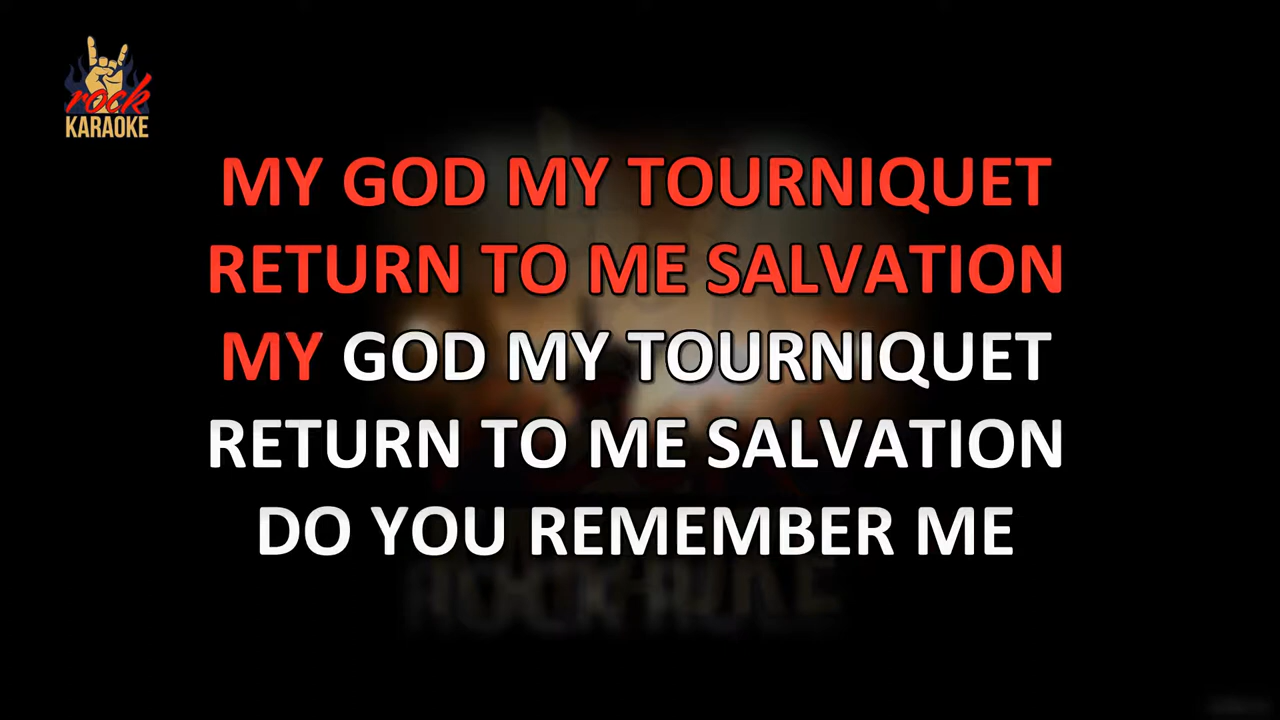 rock
KARAOKE
MY GOD MY TOURNIQUET
RETURN TO ME SALVATION
MY GOD MY TOURNIQUET
RETURN TO ME SALVATION
DO YOU REMEMBER ME